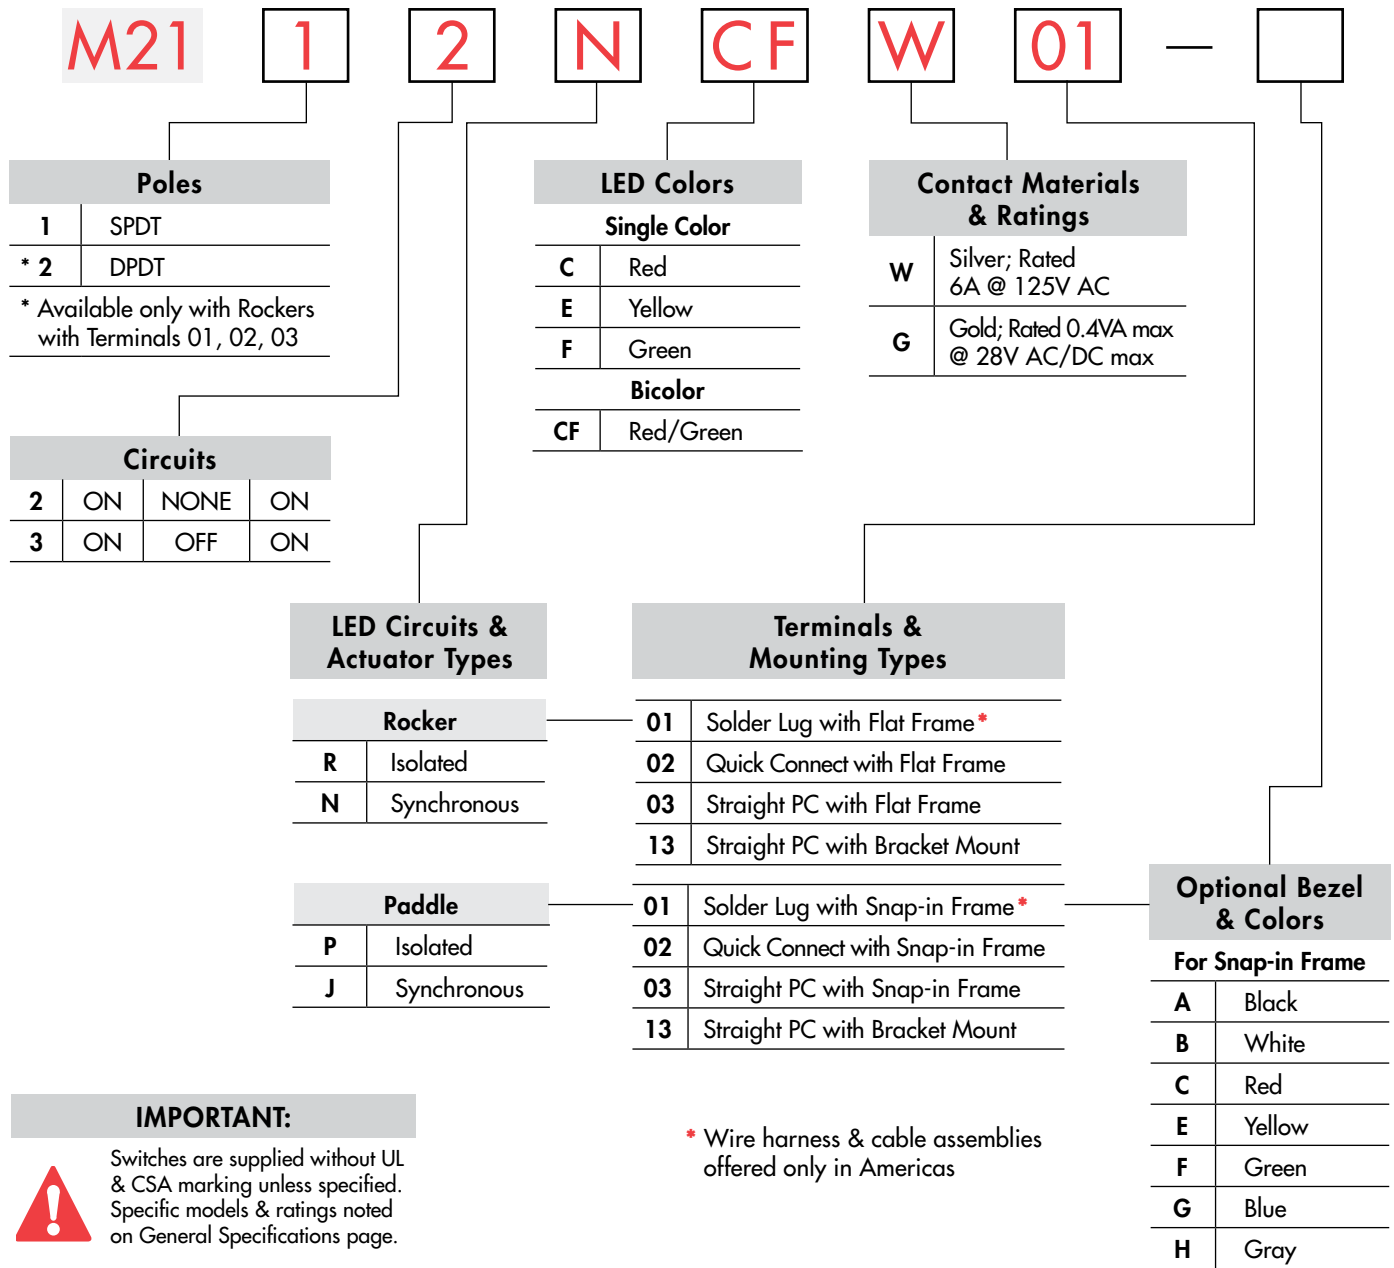 M21 1 2 N CF W 01 —
Poles
1 SPDT
* 2 DPDT
* Available only with Rockers
with Terminals 01, 02, 03
Circuits
2 ON NONE ON
3 ON OFF ON
LED Colors
Single Color
C Red
E Yellow
F Green
Bicolor
CF Red/Green
Contact Materials
& Ratings
W Silver; Rated
6A @ 125V AC
G Gold; Rated 0.4VA max
@ 28V AC/DC max
LED Circuits &
Actuator Types
Rocker
R Isolated
N Synchronous
Paddle
P Isolated
J Synchronous
Terminals &
Mounting Types
01 Solder Lug with Flat Frame*
02 Quick Connect with Flat Frame
03 Straight PC with Flat Frame
13 Straight PC with Bracket Mount
01 Solder Lug with Snap-in Frame*
02 Quick Connect with Snap-in Frame
03 Straight PC with Snap-in Frame
13 Straight PC with Bracket Mount
Optional Bezel
& Colors
For Snap-in Frame
A Black
B White
C Red
E Yellow
F Green
G Blue
H Gray
IMPORTANT:
Switches are supplied without UL
& CSA marking unless specified.
Specific models & ratings noted
on General Specifications page.
* Wire harness & cable assemblies
offered only in Americas